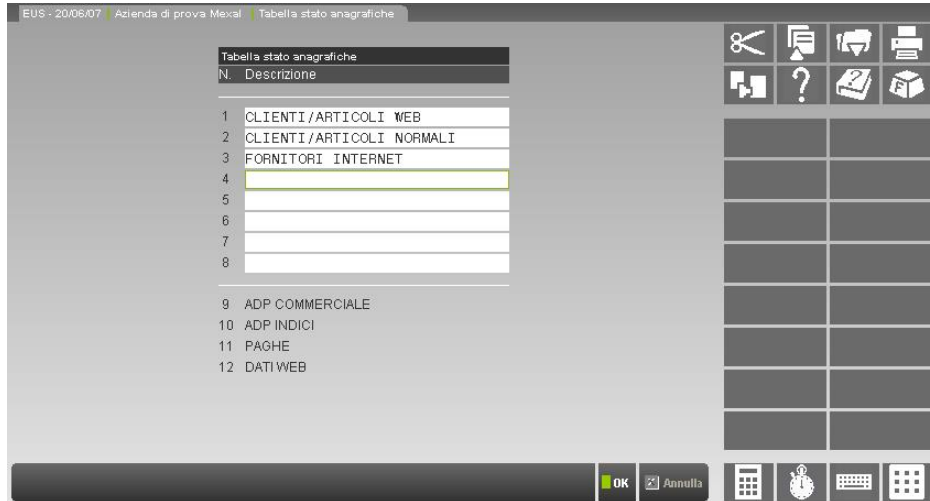 EUS - 20/06/07 Azienda di prova Mexal Tabella stato anagrafiche
Tabella stato anagrafiche
N. Descrizione
1 CLIENTI/ARTICOLI WEB
2 CLIENTI/ARTICOLI NORMALI
3 FORNITORI INTERNET
4
5
6
7
8
9 ADP COMMERCIALE
10 ADP INDICI
11 PAGHE
12 DATI WEB
OK Annulla
? ? F